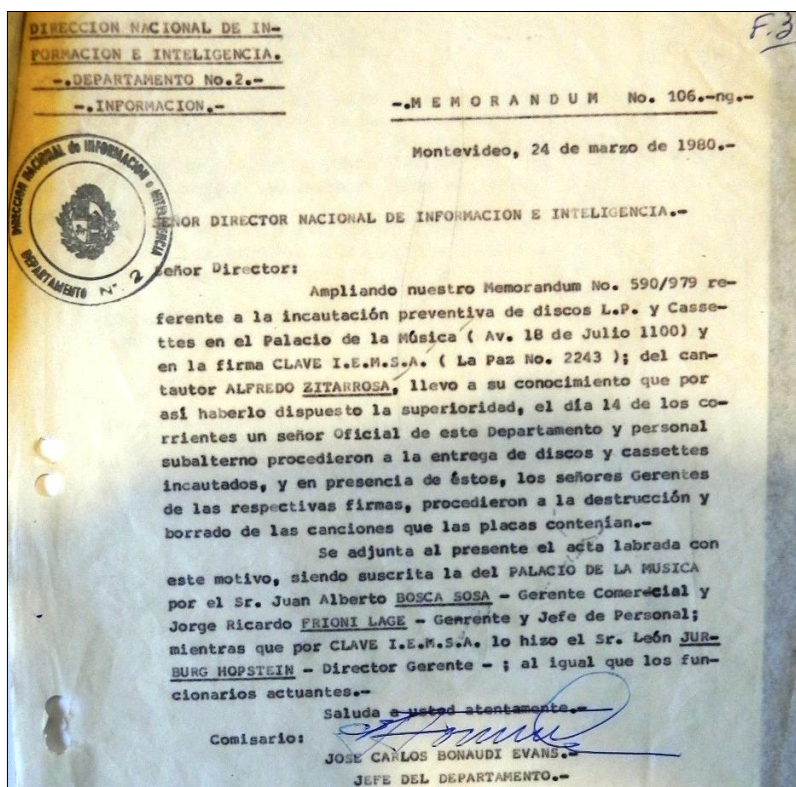 F.3
DIRECCION NACIONAL DE IN-
FORMACION E INTELIGENCIA.
-.DEPARTAMENTO No.2.-
-.INFORMACION.-
-.M E M O R A N D U M   No. 106.-ng.-
Montevideo, 24 de marzo de 1980.-
DIRECCION NACIONAL de INFORMACION e INTELIGENCIA
DEPARTAMENTO Nº 2
SEÑOR DIRECTOR NACIONAL DE INFORMACION E INTELIGENCIA.-
Señor Director:
Ampliando nuestro Memorandum No. 590/979 re-
ferente a la incautación preventiva de discos L.P. y Casse-
ttes en el Palacio de la Música ( Av. 18 de Julio 1100) y
en la firma CLAVE I.E.M.S.A. ( La Paz No. 2243 ); del can-
tautor ALFREDO ZITARROSA, llevo a su conocimiento que por
así haberlo dispuesto la superioridad, el día 14 de los co-
rrientes un señor Oficial de este Departamento y personal
subalterno procedieron a la entrega de discos y cassettes
incautados, y en presencia de éstos, los señores Gerentes
de las respectivas firmas, procedieron a la destrucción y
borrado de las canciones que las placas contenían.-
Se adjunta al presente el acta labrada con
este motivo, siendo suscrita la del PALACIO DE LA MUSICA
por el Sr. Juan Alberto BOSCA SOSA - Gerente Comercial y
Jorge Ricardo FRIONI LAGE - Genrente y Jefe de Personal;
mientras que por CLAVE I.E.M.S.A. lo hizo el Sr. León JUR-
BURG HOPSTEIN - Director Gerente - ; al igual que los fun-
cionarios actuantes.-
Saluda a usted atentamente.-
Comisario:
JOSE CARLOS BONAUDI EVANS.-
JEFE DEL DEPARTAMENTO.-